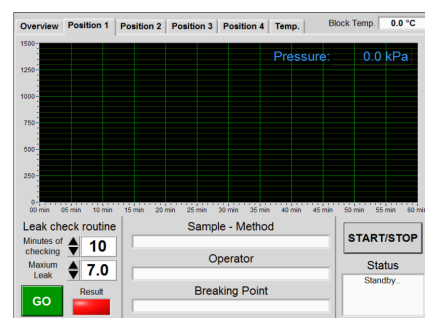 Overview Position 1 Position 2 Position 3 Position 4 Temp. Block Temp. 0.0 °C
Pressure: 0.0 kPa
1500
1250
1000
750
500
250
0
00 min 05 min 10 min 15 min 20 min 25 min 30 min 35 min 40 min 45 min 50 min 55 min 60 min
Leak check routine
Minutes of
checking
10
Maxium
Leak
7.0
GO
Result
Sample - Method
Operator
Breaking Point
START/STOP
Status
Standby..